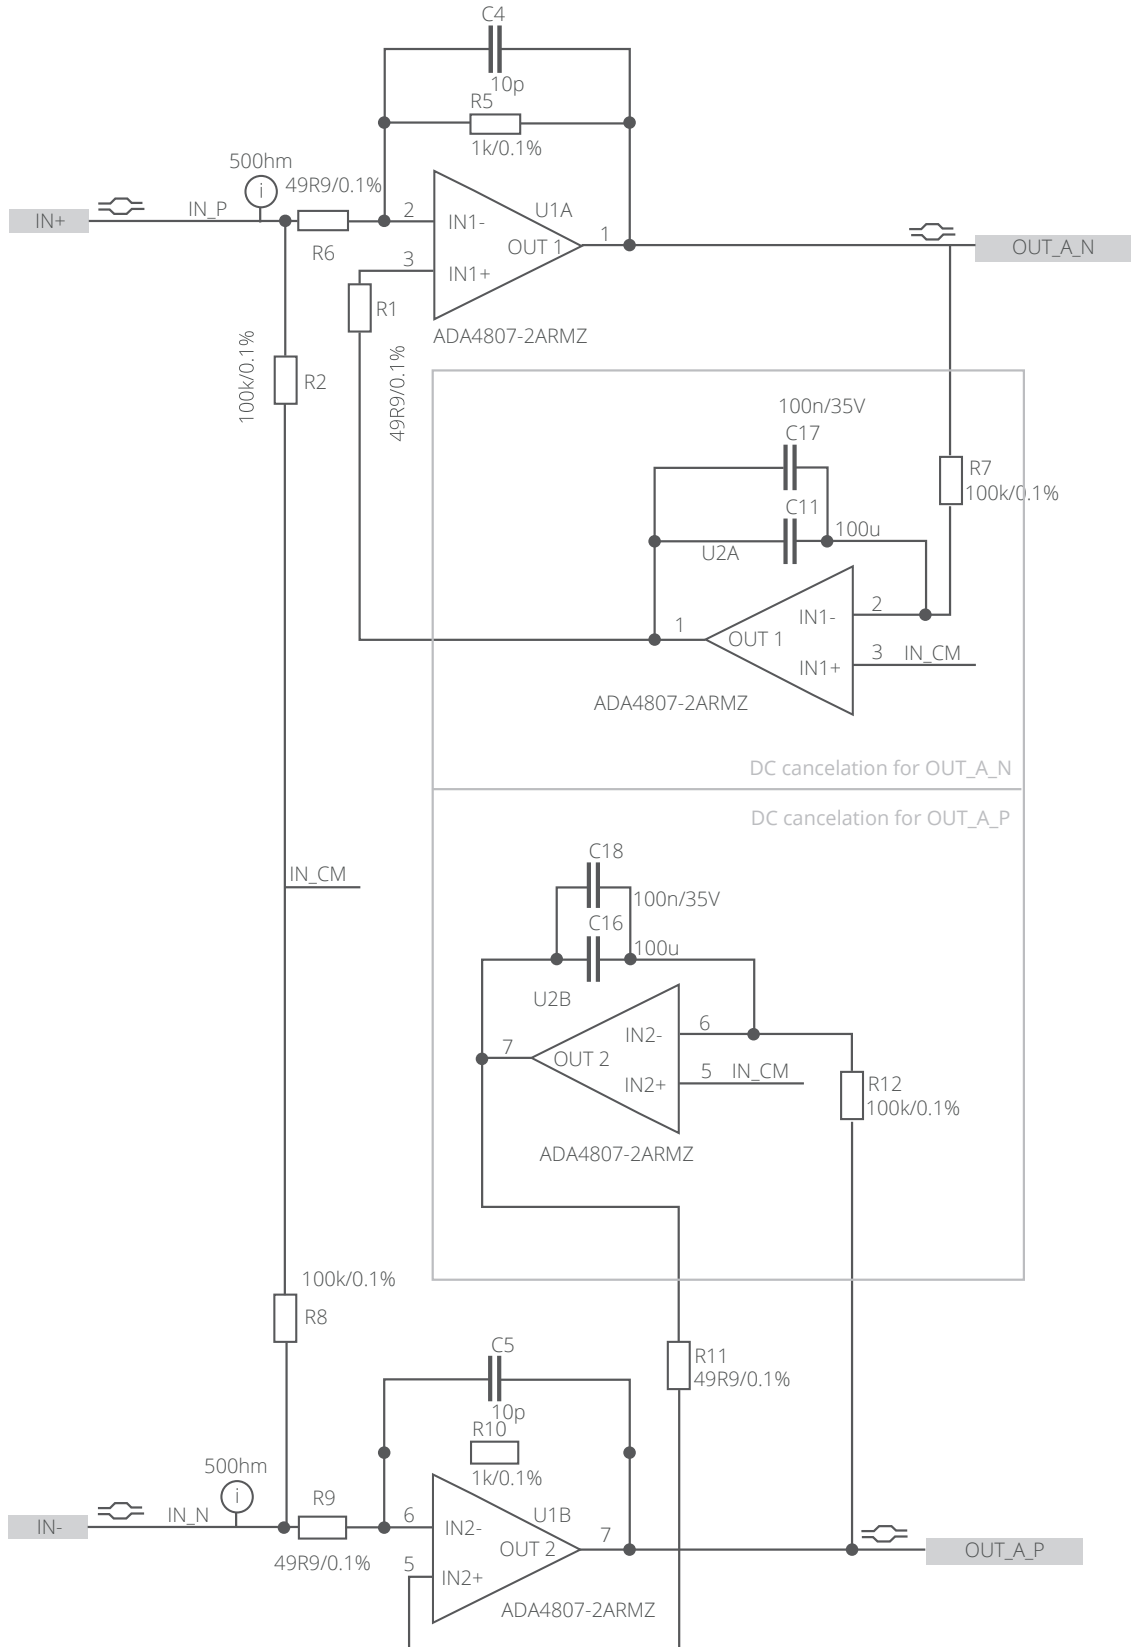 C4
10p
R5
1k/0.1%
500hm
i
49R9/0.1%
IN+
IN_P
R6
2
IN1-
U1A
OUT 1
1
OUT_A_N
3
IN1+
R1
ADA4807-2ARMZ
100k/0.1%
R2
49R9/0.1%
100n/35V
C17
R7
100k/0.1%
C11
100u
U2A
2
IN1-
1
OUT 1
3
IN_CM
IN1+
ADA4807-2ARMZ
DC cancelation for OUT_A_N
DC cancelation for OUT_A_P
C18
IN_CM
100n/35V
C16
100u
U2B
6
IN2-
7
OUT 2
5
IN_CM
IN2+
R12
100k/0.1%
ADA4807-2ARMZ
100k/0.1%
R8
C5
R11
49R9/0.1%
10p
R10
1k/0.1%
500hm
i
R9
IN-
IN_N
6
IN2-
U1B
OUT 2
7
OUT_A_P
49R9/0.1%
5
IN2+
ADA4807-2ARMZ